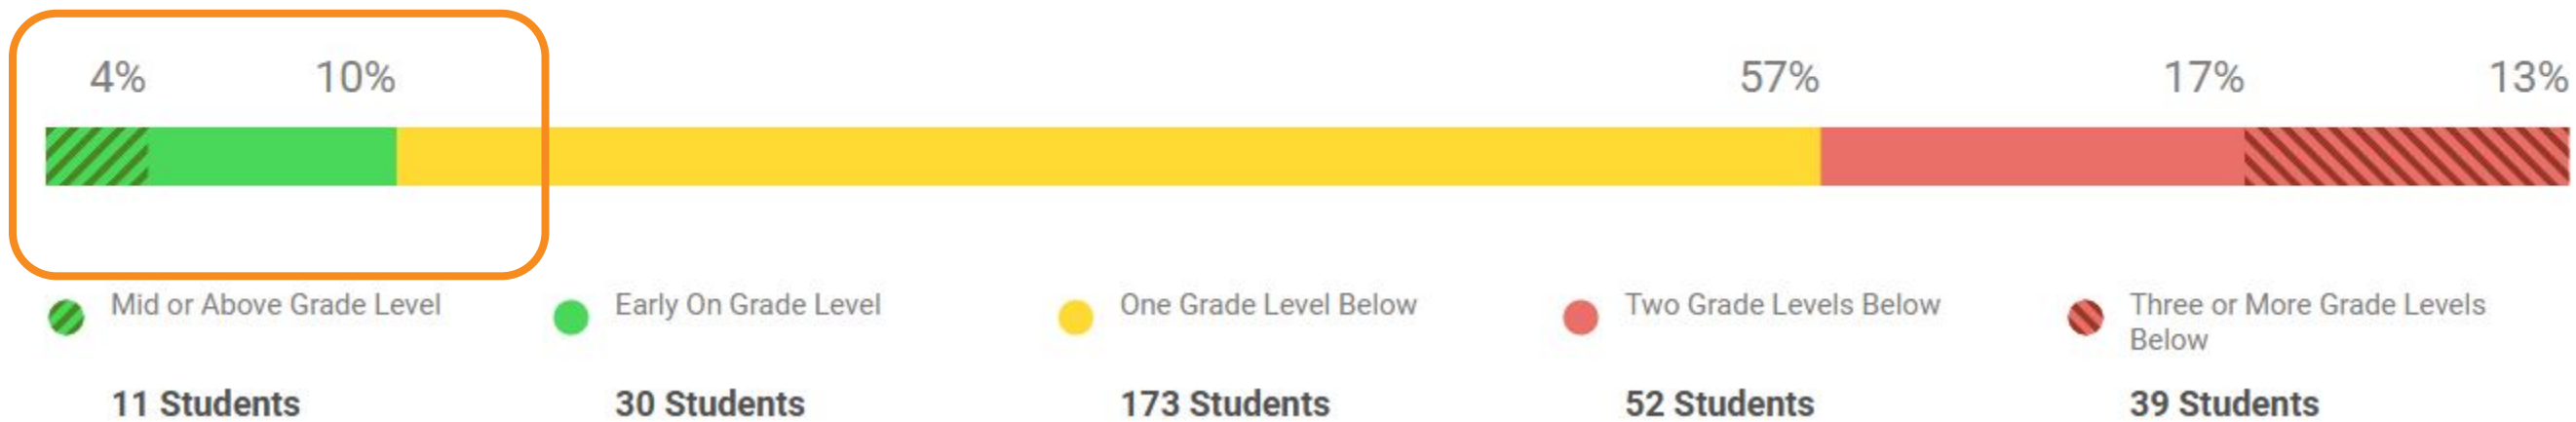 4% 10% 57% 17% 13%
Mid or Above Grade Level
11 Students
Early On Grade Level
30 Students
One Grade Level Below
173 Students
Two Grade Levels Below
52 Students
Three or More Grade Levels
Below
39 Students